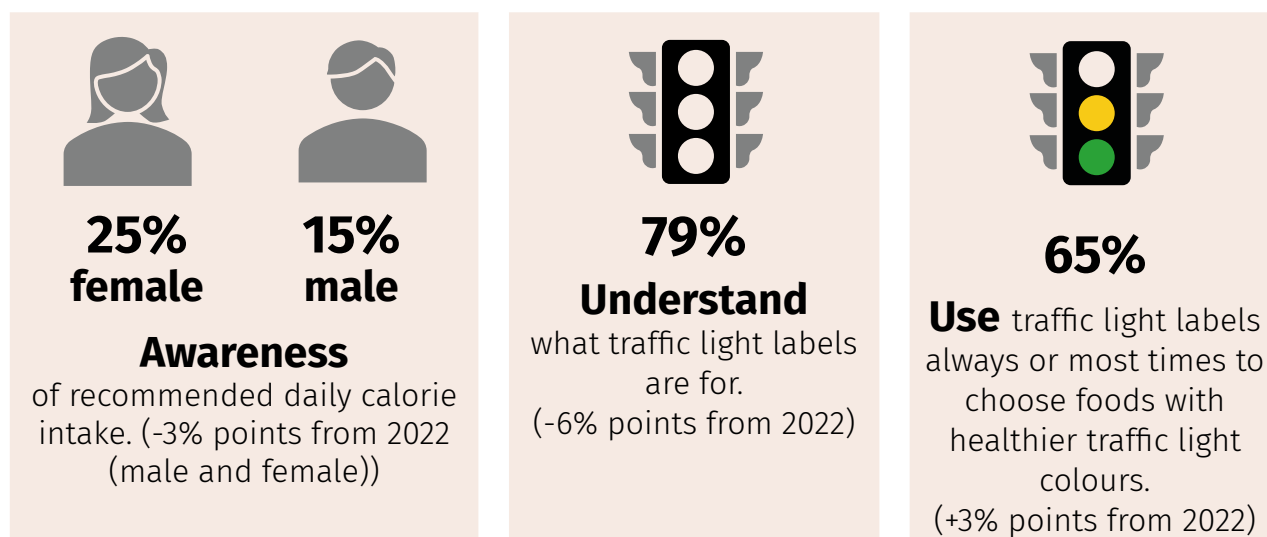 25%
female
15%
male
Awareness
of recommended daily calorie
intake. (-3% points from 2022
(male and female))
79%
Understand
what traffic light labels
are for.
(-6% points from 2022)
65%
Use traffic light labels
always or most times to
choose foods with
healthier traffic light
colours.
(+3% points from 2022)